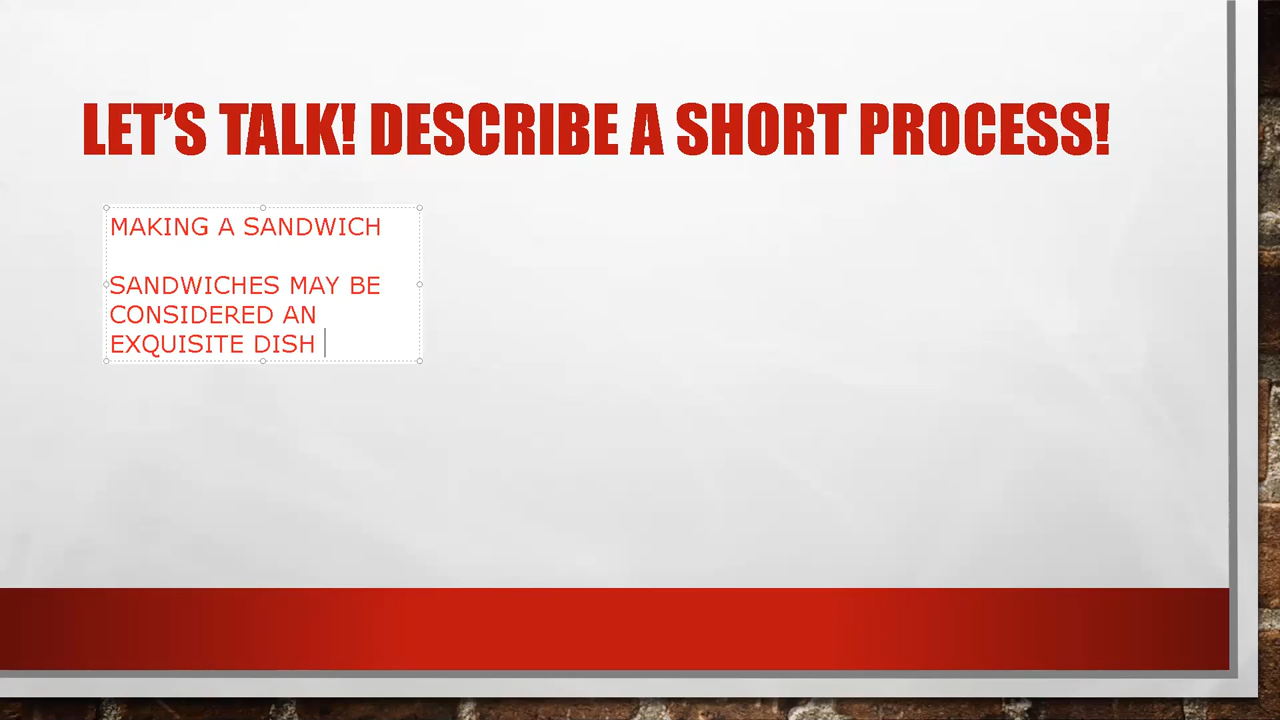 LET’S TALK! DESCRIBE A SHORT PROCESS!
MAKING A SANDWICH
SANDWICHES MAY BE
CONSIDERED AN
EXQUISITE DISH